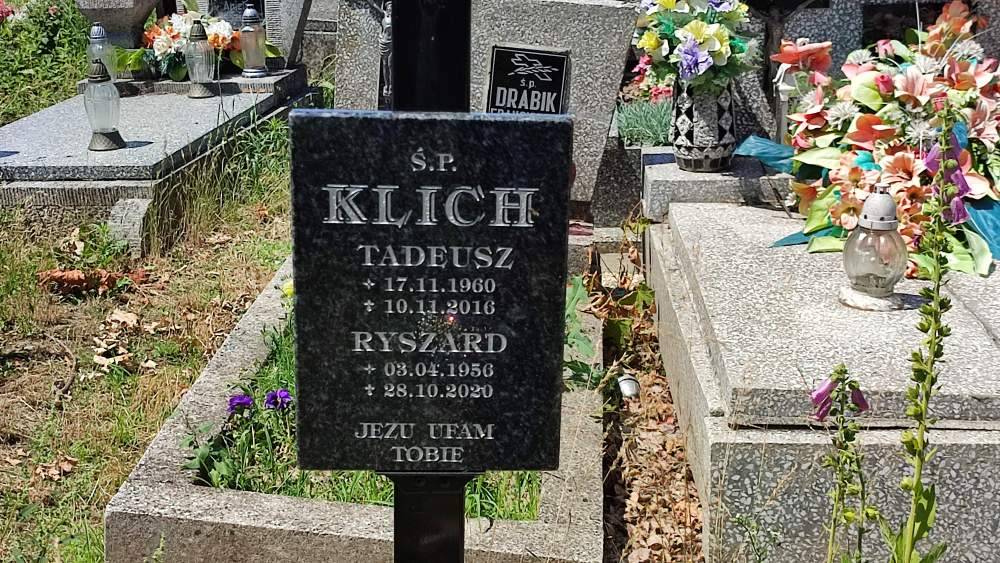 Ś.P.
KLICH
TADEUSZ
* 17.11.1960
+ 10.11.2016
RYSZARD
* 03.04.1956
+ 28.10.2020
JEZU UFAM
TOBIE
ś.p.
DRABIK